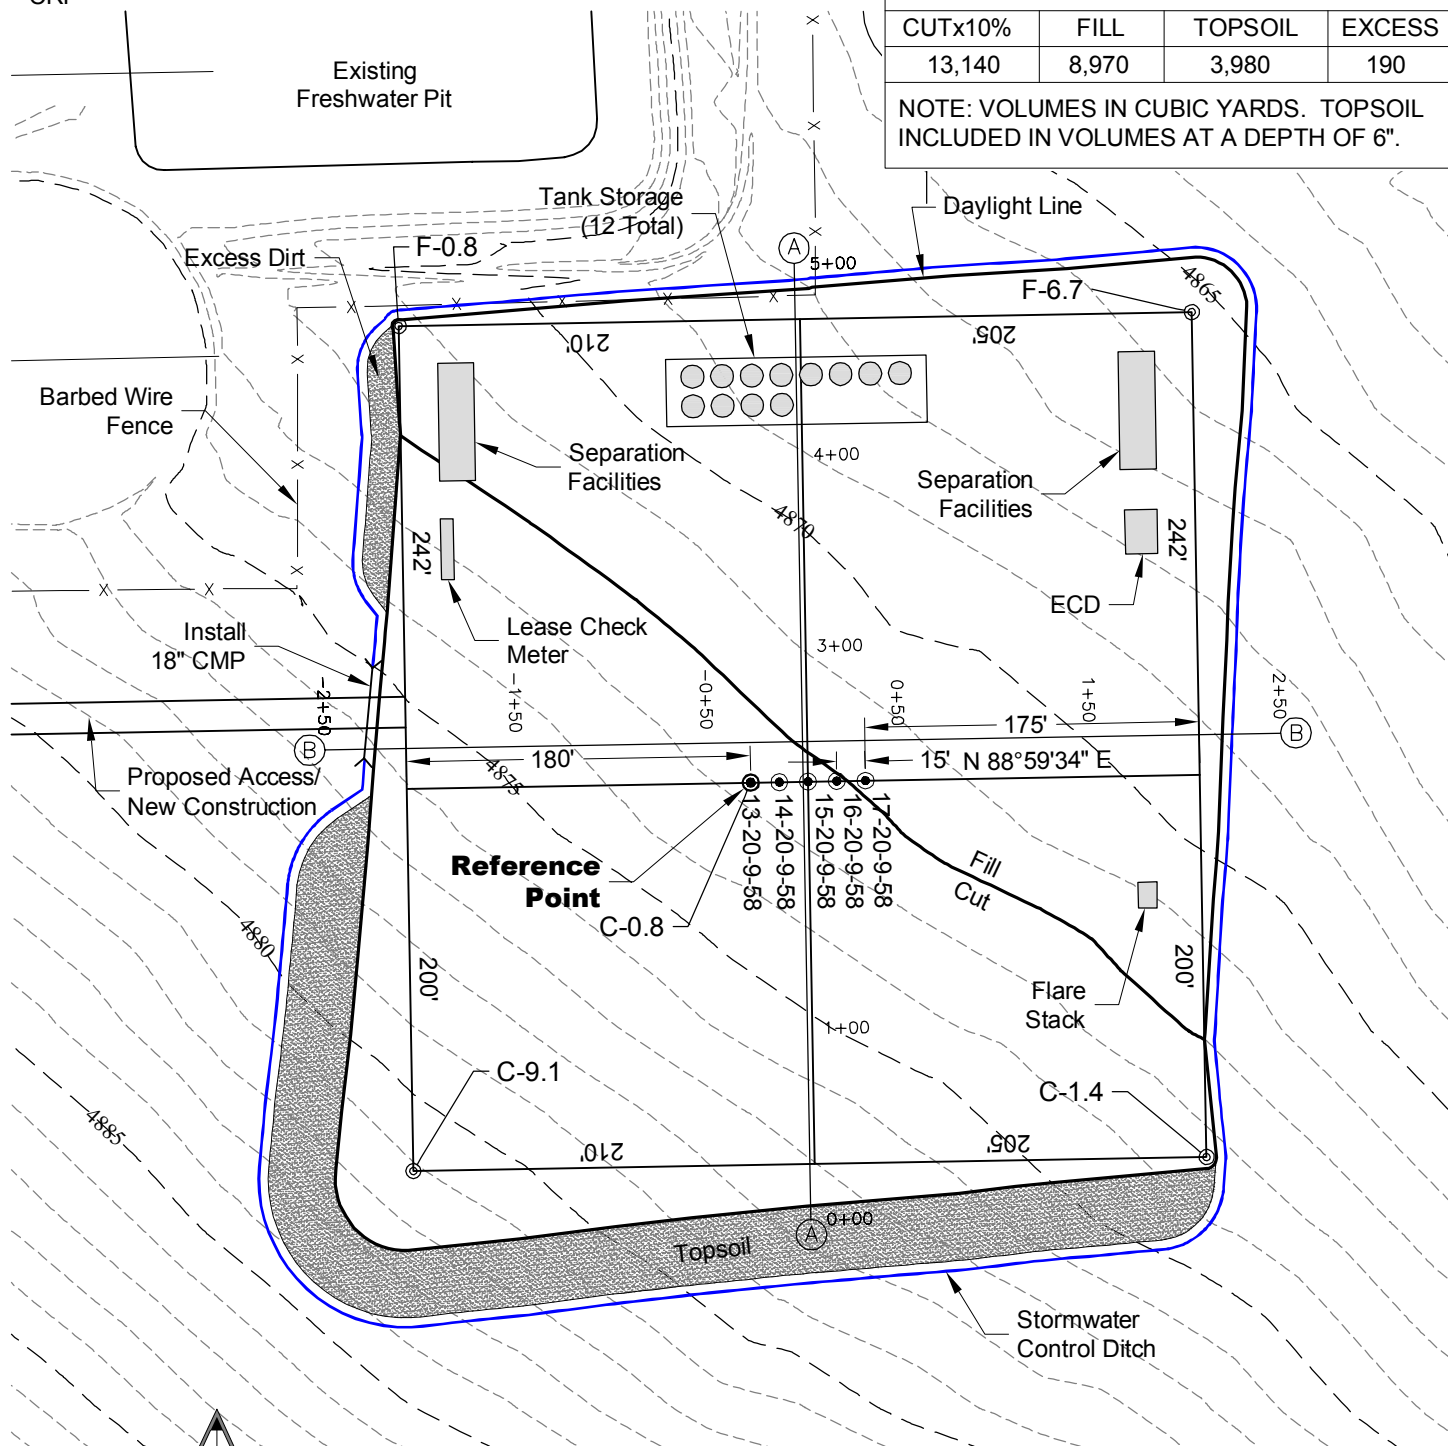 CUTx10% FILL TOPSOIL EXCESS
13,140 8,970 3,980 190
NOTE: VOLUMES IN CUBIC YARDS. TOPSOIL
INCLUDED IN VOLUMES AT A DEPTH OF 6".
Existing
Freshwater Pit
Tank Storage
(12 Total)
Daylight Line
Excess Dirt
F-0.8
A
5+00
F-6.7
4865
210'
205'
Barbed Wire
Fence
Separation
Facilities
4+00
Separation
Facilities
4870
242'
242'
ECD
Install
18" CMP
Lease Check
Meter
3+00
-2+50
-1+50
-0+50
0+50
1+50
2+50
175'
B
B
180'
15'
N 88°59'34" E
4875
Proposed Access/
New Construction
13-20-9-58
14-20-9-58
15-20-9-58
16-20-9-58
17-20-9-58
Reference
Point
C-0.8
Fill
Cut
4880
200'
200'
Flare
Stack
1+00
C-9.1
C-1.4
4885
210'
205'
0+00
A
Topsoil
Stormwater
Control Ditch
X X X X X X X X X X X X X